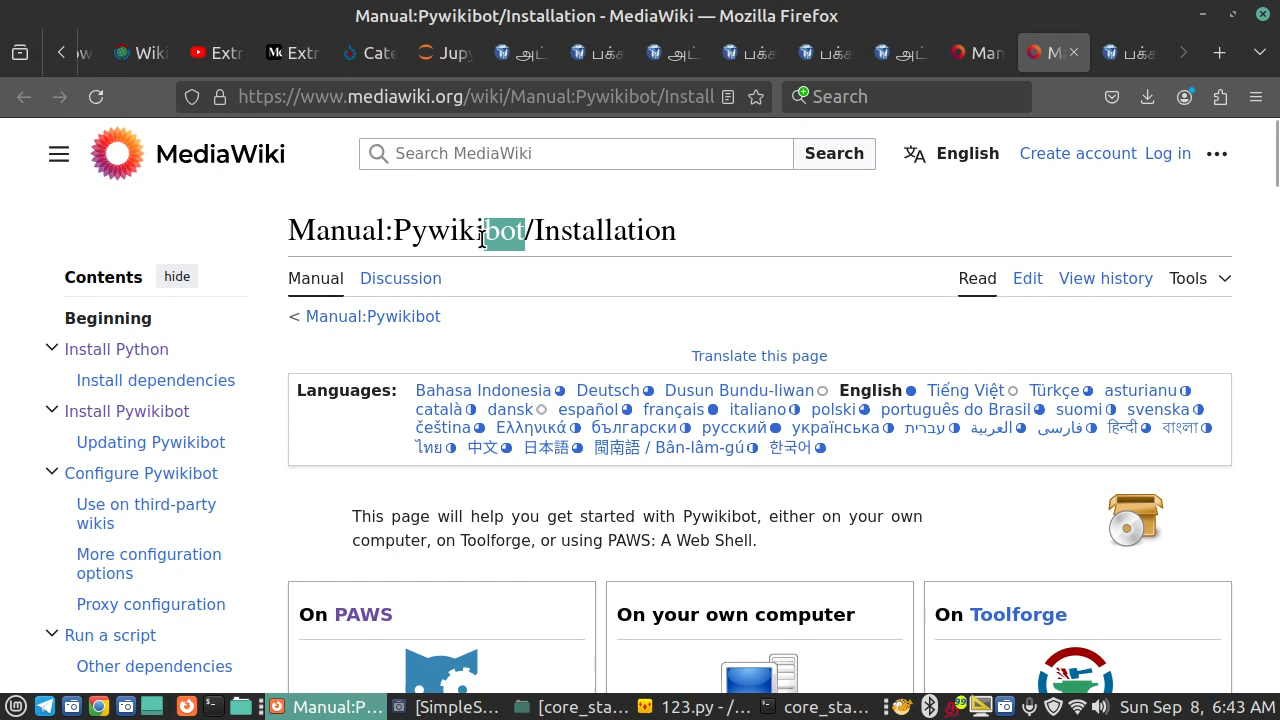 Manual:Pywikibot/Installation - MediaWiki — Mozilla Firefox
Wiki
Extr
Extr
Cate
Jupy
அட்
பக்க
அட்
பக்க
பக்க
அட்
Man
பக்க
https://www.mediawiki.org/wiki/Manual:Pywikibot/Install
Search
MediaWiki
Search MediaWiki
Search
English
Create account
Log in
Manual:Pywikibot/Installation
Contents
hide
Beginning
Install Python
Install dependencies
Install Pywikibot
Updating Pywikibot
Configure Pywikibot
Use on third-party
wikis
More configuration
options
Proxy configuration
Run a script
Other dependencies
Manual
Discussion
Read
Edit
View history
Tools
< Manual:Pywikibot
Translate this page
Languages:
Bahasa Indonesia Deutsch Dusun Bundu-liwan English Tiếng Việt Türkçe asturianu
català dansk español français italiano polski português do Brasil suomi svenska
čeština Ελληνικά български русский українська עברית العربية فارسی हिन्दी বাংলা
ไทย 中文 日本語 閩南語 / Bân-lâm-gú 한국어
This page will help you get started with Pywikibot, either on your own
computer, on Toolforge, or using PAWS: A Web Shell.
On PAWS
On your own computer
On Toolforge
Manual:P...
[SimpleS...
[core_sta...
123.py - /...
core_sta...
Sun Sep 8, 6:43 AM